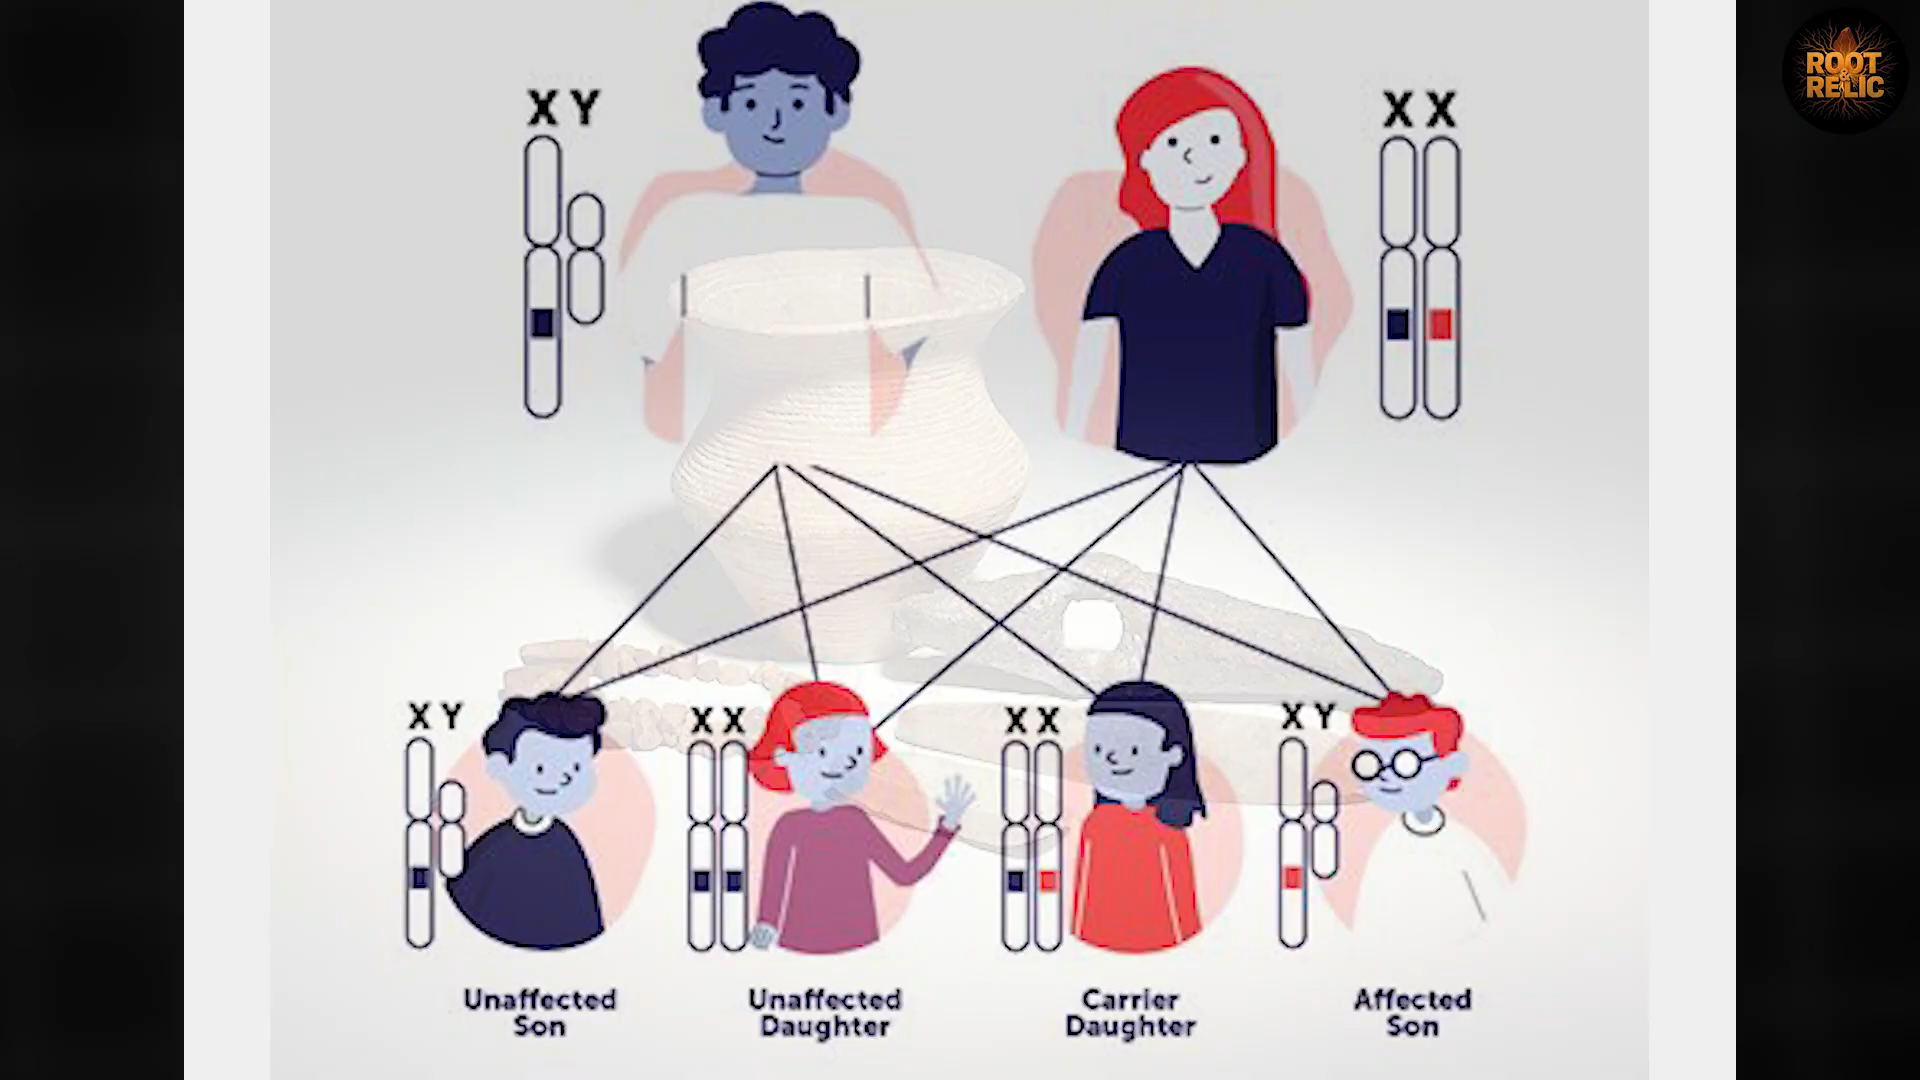 ROOT
&
RELIC
X Y
X X
X Y
X X
X X
X Y
Unaffected
Son
Unaffected
Daughter
Carrier
Daughter
Affected
Son